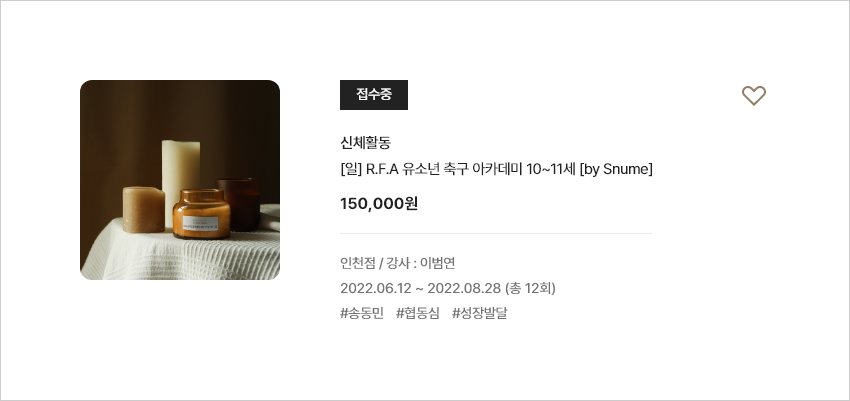 접수중
신체활동
[일] R.F.A 유소년 축구 아카데미 10~11세 [by Snume]
150,000원
인천점 / 강사 : 이범연
2022.06.12 ~ 2022.08.28 (총 12회)
#송동민 #협동심 #성장발달